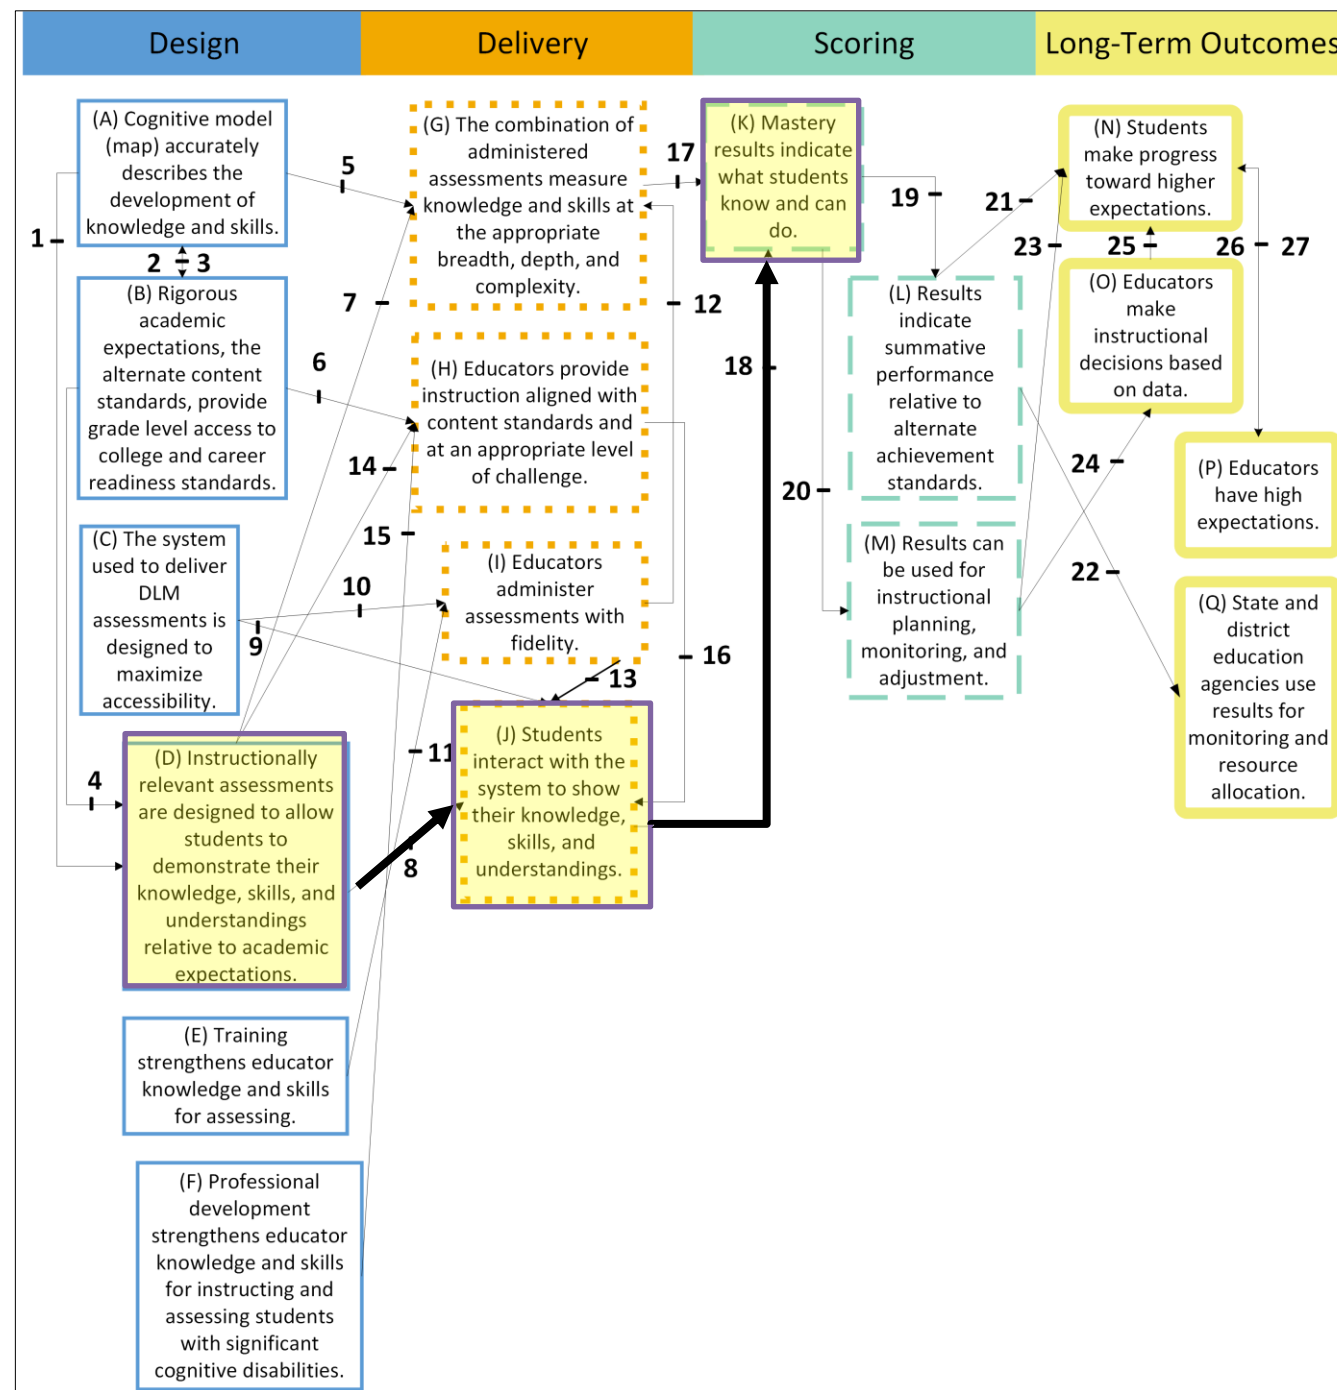 Design
Delivery
Scoring
Long-Term Outcomes
(A) Cognitive model
(map) accurately
describes the
development of
knowledge and skills.
1
2
3
(B) Rigorous
academic
expectations, the
alternate content
standards, provide
grade level access to
college and career
readiness standards.
(C) The system
used to deliver
DLM
assessments is
designed to
maximize
accessibility.
4
(D) Instructionally
relevant assessments
are designed to allow
students to
demonstrate their
knowledge, skills, and
understandings
relative to academic
expectations.
(E) Training
strengthens educator
knowledge and skills
for assessing.
(F) Professional
development
strengthens educator
knowledge and skills
for instructing and
assessing students
with significant
cognitive disabilities.
5
7
6
14
15
10
9
11
8
(G) The combination of
administered
assessments measure
knowledge and skills at
the appropriate
breadth, depth, and
complexity.
(H) Educators provide
instruction aligned with
content standards and
at an appropriate level
of challenge.
(I) Educators
administer
assessments with
fidelity.
13
(J) Students
interact with the
system to show
their knowledge,
skills, and
understandings.
17
12
16
18
(K) Mastery
results indicate
what students
know and can
do.
19
20
(L) Results
indicate
summative
performance
relative to
alternate
achievement
standards.
(M) Results can
be used for
instructional
planning,
monitoring, and
adjustment.
21
23
24
22
(N) Students
make progress
toward higher
expectations.
25
26
27
(O) Educators
make
instructional
decisions based
on data.
(P) Educators
have high
expectations.
(Q) State and
district
education
agencies use
results for
monitoring and
resource
allocation.